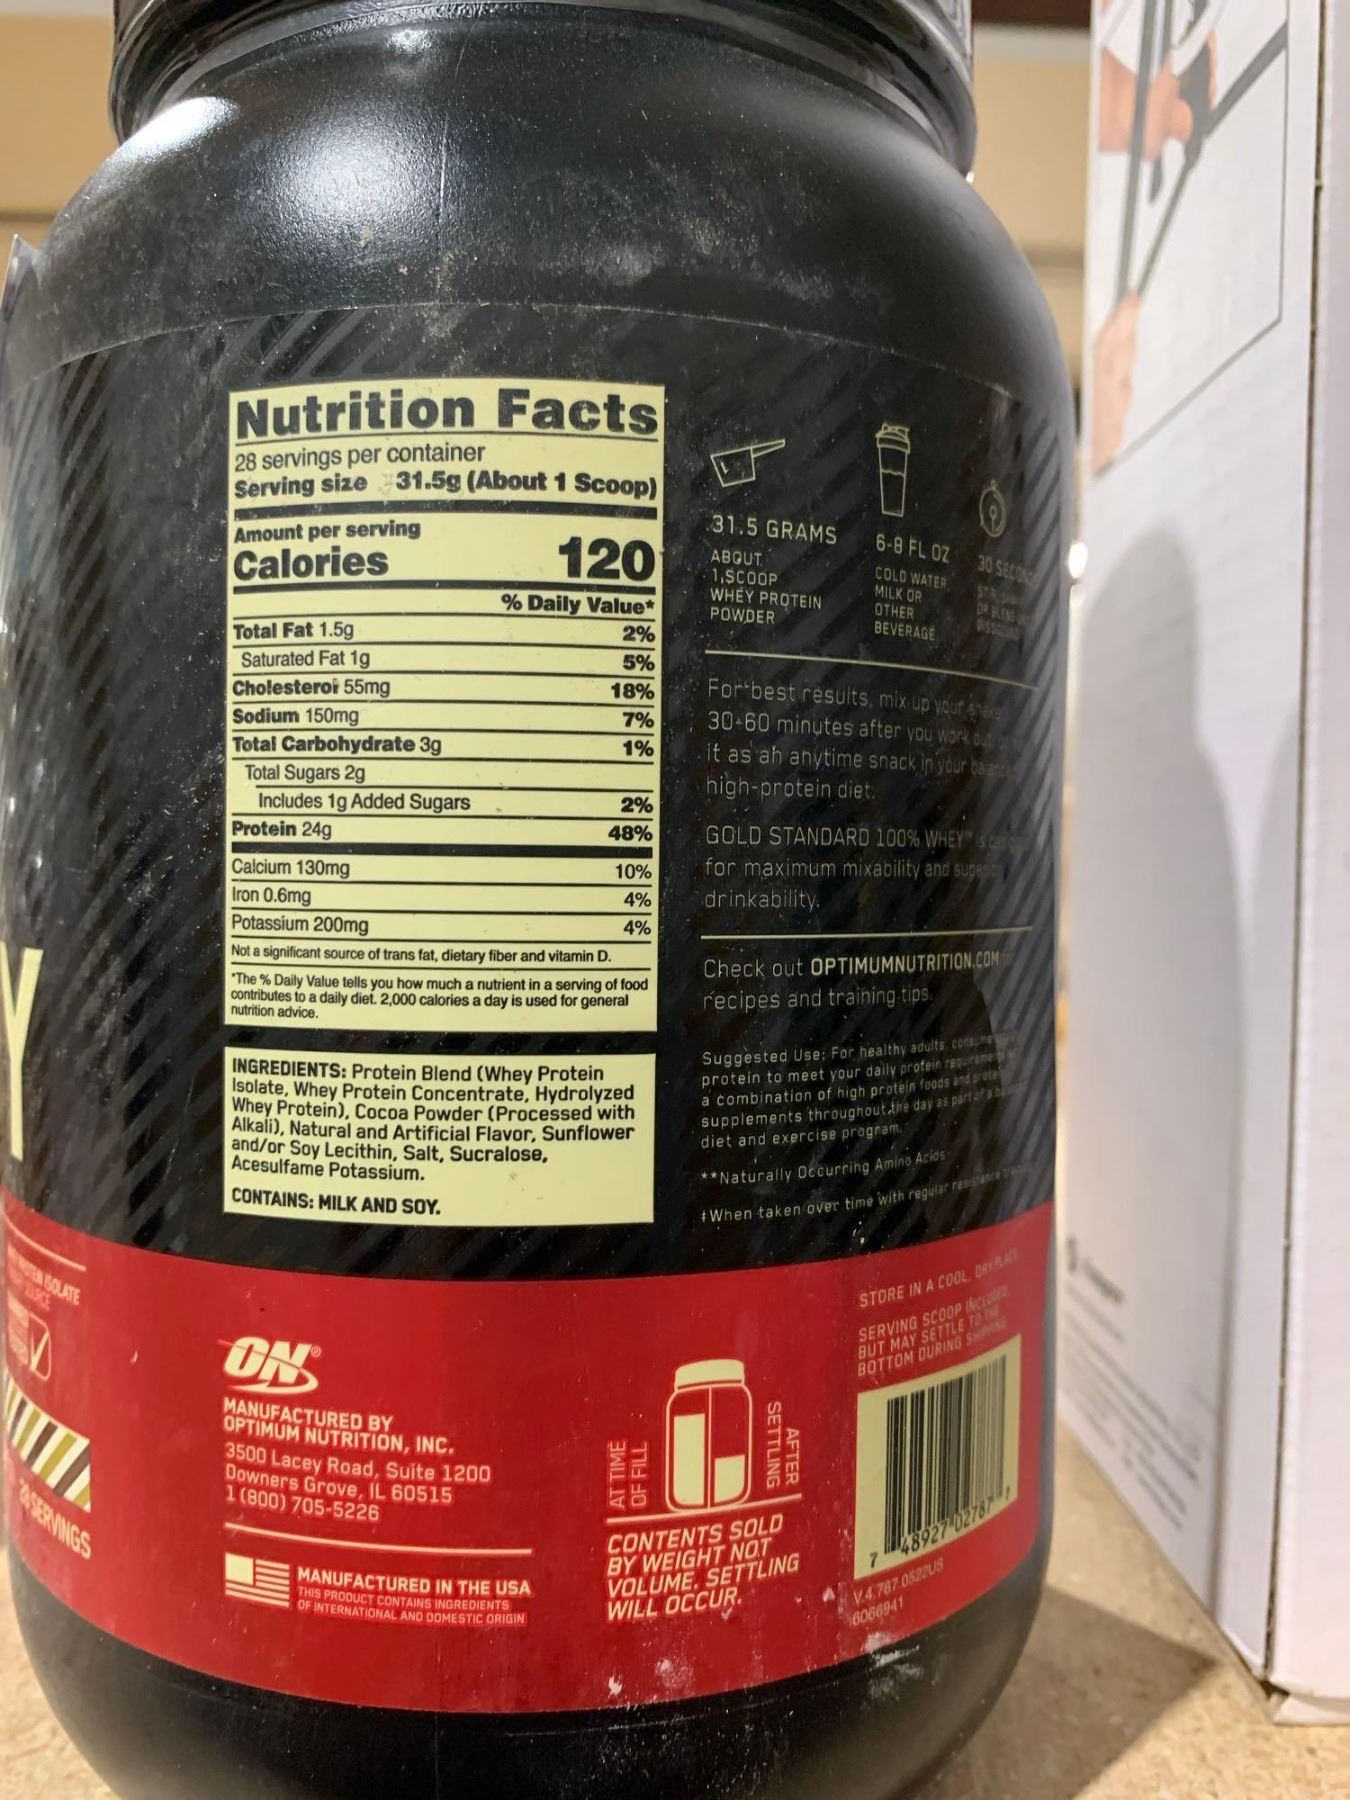 Nutrition Facts
28 servings per container
Serving size 31.5g (About 1 Scoop)
Amount per serving
Calories 120
% Daily Value*
Total Fat 1.5g 2%
Saturated Fat 1g 5%
Cholesterol 55mg 18%
Sodium 150mg 7%
Total Carbohydrate 3g 1%
Total Sugars 2g
Includes 1g Added Sugars 2%
Protein 24g 48%
Calcium 130mg 10%
Iron 0.6mg 4%
Potassium 200mg 4%
Not a significant source of trans fat, dietary fiber and vitamin D.
*The % Daily Value tells you how much a nutrient in a serving of food
contributes to a daily diet. 2,000 calories a day is used for general
nutrition advice.
INGREDIENTS: Protein Blend (Whey Protein
Isolate, Whey Protein Concentrate, Hydrolyzed
Whey Protein), Cocoa Powder (Processed with
Alkali), Natural and Artificial Flavor, Sunflower
and/or Soy Lecithin, Salt, Sucralose,
Acesulfame Potassium.
CONTAINS: MILK AND SOY.
31.5 GRAMS
ABOUT
1 SCOOP
WHEY PROTEIN
POWDER
6-8 FL OZ
COLD WATER,
MILK OR
OTHER
BEVERAGE
30 SECONDS
For best results, mix up your shake
30-60 minutes after you work out
it as an anytime snack in your
high-protein diet.
GOLD STANDARD 100% WHEY™ is
for maximum mixability and superior
drinkability.
Check out OPTIMUMNUTRITION.COM
recipes and training tips.
Suggested Use: For healthy adults, consume
protein to meet your daily protein requirements
a combination of high protein foods and protein
supplements throughout the day as part of a
diet and exercise program.
**Naturally Occurring Amino Acids
‡When taken over time with regular resistance
Y
PROTEIN ISOLATE
28 SERVINGS
ON®
MANUFACTURED BY
OPTIMUM NUTRITION, INC.
3500 Lacey Road, Suite 1200
Downers Grove, IL 60515
1 (800) 705-5226
MANUFACTURED IN THE USA
THIS PRODUCT CONTAINS INGREDIENTS
OF INTERNATIONAL AND DOMESTIC ORIGIN
AT TIME
OF FILL
AFTER
SETTLING
CONTENTS SOLD
BY WEIGHT NOT
VOLUME. SETTLING
WILL OCCUR.
STORE IN A COOL, DRY PLACE
SERVING SCOOP INCLUDED,
BUT MAY SETTLE TO THE
BOTTOM DURING SHIPPING
7 48927 02787
V.4.787.0522US
6066941